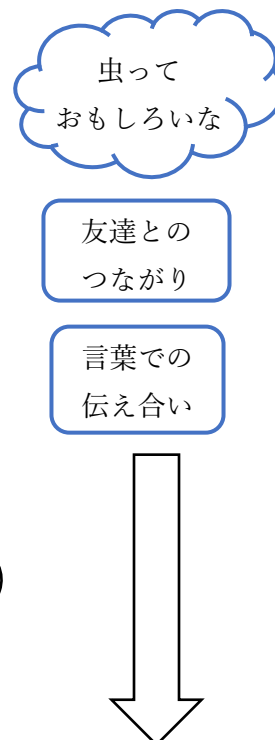 虫って
おもしろいな
友達との
つながり
言葉での
伝え合い